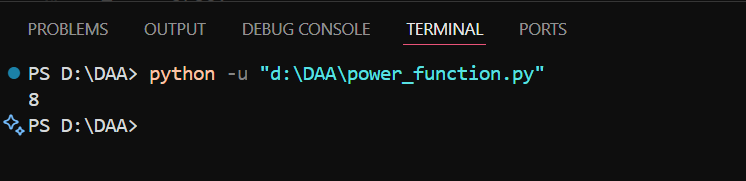 PROBLEMS OUTPUT DEBUG CONSOLE TERMINAL PORTS
PS D:\DAA> python -u "d:\DAA\power_function.py"
8
PS D:\DAA>